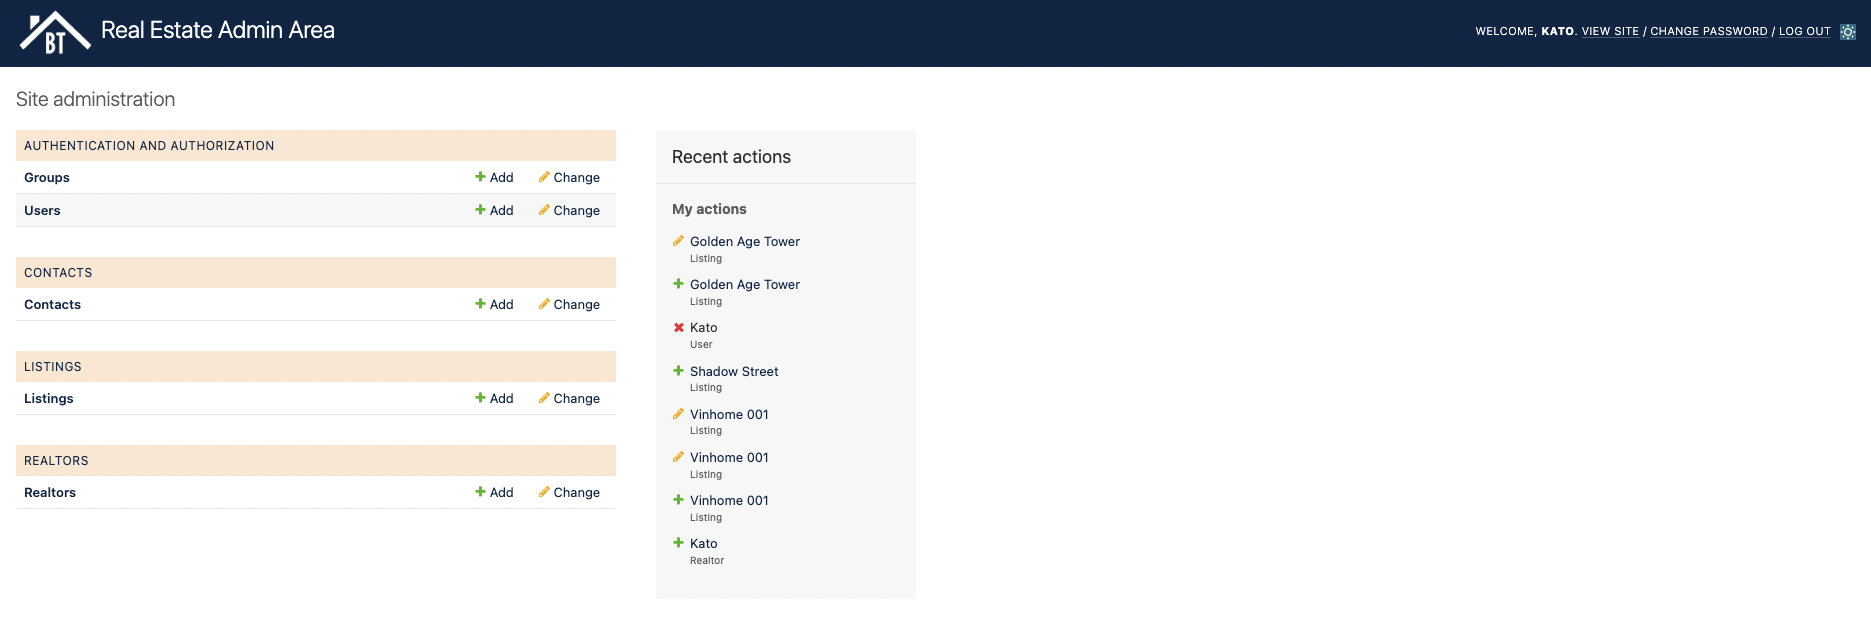 BT
Real Estate Admin Area
WELCOME, KATO. VIEW SITE / CHANGE PASSWORD / LOG OUT
Site administration
AUTHENTICATION AND AUTHORIZATION
Groups Add Change
Users Add Change
CONTACTS
Contacts Add Change
LISTINGS
Listings Add Change
REALTORS
Realtors Add Change
Recent actions
My actions
Golden Age Tower
Listing
Golden Age Tower
Listing
Kato
User
Shadow Street
Listing
Vinhome 001
Listing
Vinhome 001
Listing
Vinhome 001
Listing
Kato
Realtor